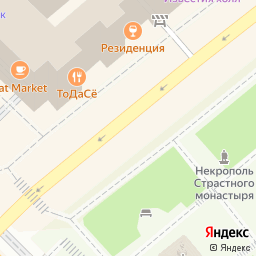 Известия холл
к
Резиденция
at Market
ТоДаСё
Некрополь
Страстного
монастыря
Яндекс
© Яндекс